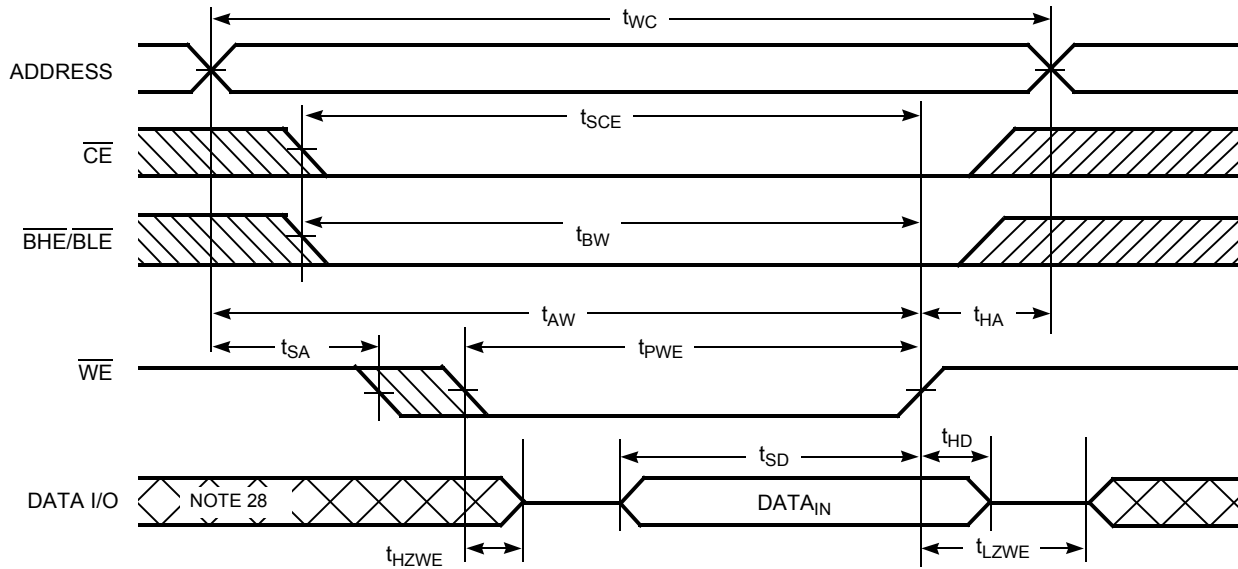 tWC
ADDRESS
tSCE
CE
BHE/BLE
tBW
tAW
tHA
tSA
tPWE
WE
tSD
tHD
DATA I/O
NOTE 28
DATAIN
tHZWE
tLZWE